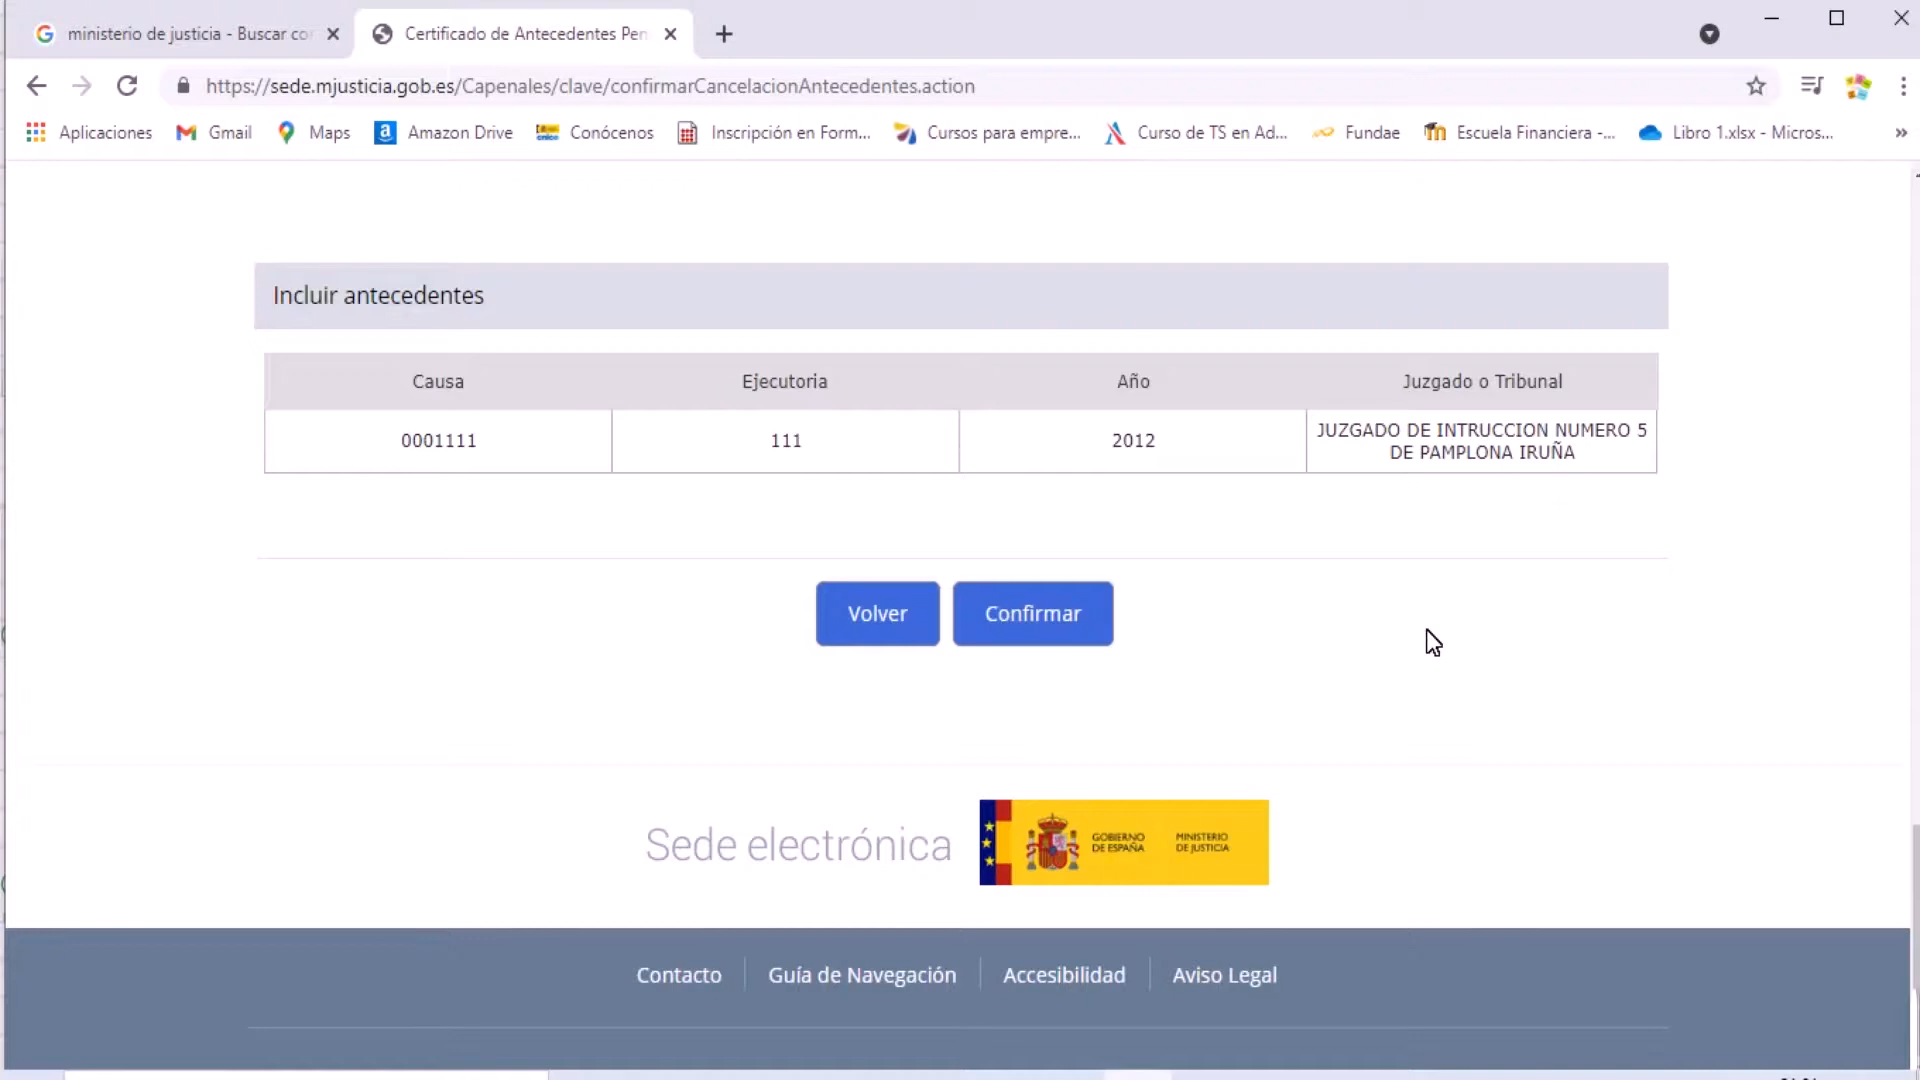 ministerio de justicia - Buscar con
Certificado de Antecedentes Pen
https://sede.mjusticia.gob.es/Capenales/clave/confirmarCancelacionAntecedentes.action
Aplicaciones
Gmail
Maps
Amazon Drive
Conócenos
Inscripción en Form...
Cursos para empre...
Curso de TS en Ad...
Fundae
Escuela Financiera -...
Libro 1.xlsx - Micros...
Incluir antecedentes
Causa Ejecutoria Año Juzgado o Tribunal
0001111 111 2012 JUZGADO DE INTRUCCION NUMERO 5
DE PAMPLONA IRUÑA
Volver
Confirmar
Sede electrónica
GOBIERNO
DE ESPAÑA
MINISTERIO
DE JUSTICIA
Contacto
Guía de Navegación
Accesibilidad
Aviso Legal